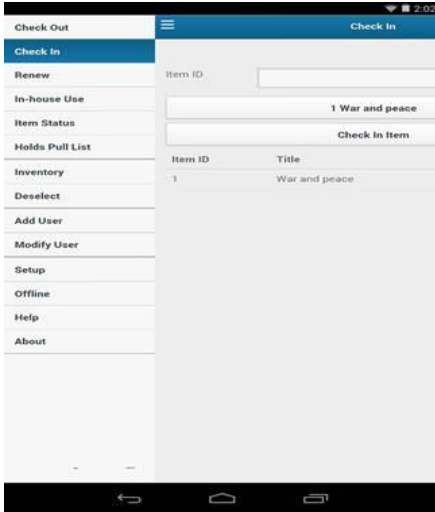 2:02
Check Out
Check In
Renew
In-house Use
Item Status
Holds Pull List
Inventory
Deselect
Add User
Modify User
Setup
Offline
Help
About
Check In
Item ID
1 War and peace
Check In Item
Item ID Title
1 War and peace